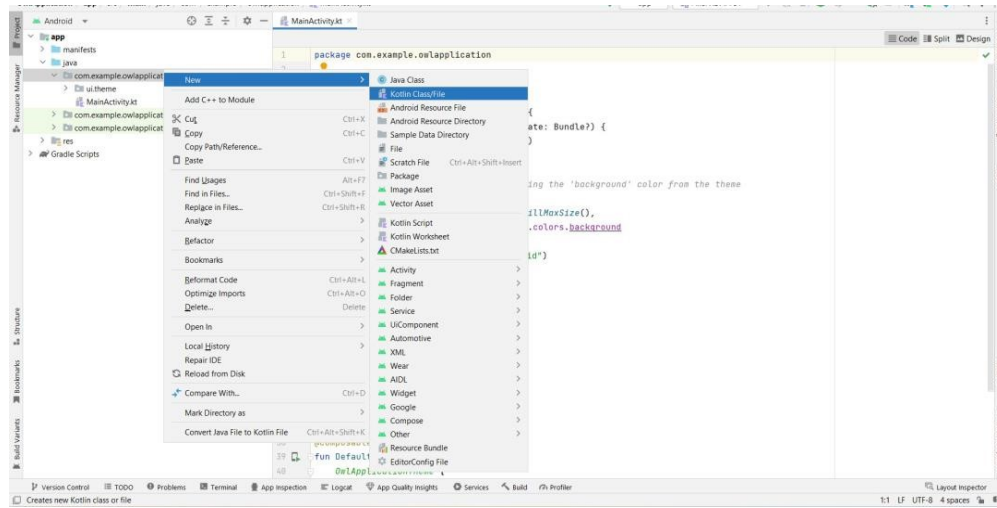 Android
MainActivity.kt
Code Split Design
Project
Resource Manager
Structure
Bookmarks
Build Variants
app
manifests
java
com.example.owlapplicat
ui.theme
MainActivity.kt
com.example.owlapplicat
com.example.owlapplicat
res
Gradle Scripts
New
Add C++ to Module
Cut Ctrl+X
Copy Ctrl+C
Copy Path/Reference...
Paste Ctrl+V
Find Usages Alt+F7
Find in Files... Ctrl+Shift+F
Replace in Files... Ctrl+Shift+R
Analyze
Refactor
Bookmarks
Reformat Code Ctrl+Alt+L
Optimize Imports Ctrl+Alt+O
Delete... Delete
Open In
Local History
Repair IDE
Reload from Disk
Compare With... Ctrl+D
Mark Directory as
Convert Java File to Kotlin File Ctrl+Alt+Shift+K
Java Class
Kotlin Class/File
Android Resource File
Android Resource Directory
Sample Data Directory
File
Scratch File Ctrl+Alt+Shift+Insert
Package
Image Asset
Vector Asset
Kotlin Script
Kotlin Worksheet
CMakeLists.txt
Activity
Fragment
Folder
Service
UiComponent
Automotive
XML
Wear
AIDL
Widget
Google
Compose
Other
Resource Bundle
EditorConfig File
1 package com.example.owlapplication
{
ate: Bundle?) {
)
ing the 'background' color from the theme
illMaxSize(),
.colors.background
id")
39 fun Default
40
Version Control TODO Problems Terminal App Inspection Logcat App Quality Insights Services Build Profiler Layout Inspector
Creates new Kotlin class or file 1:1 LF UTF-8 4 spaces